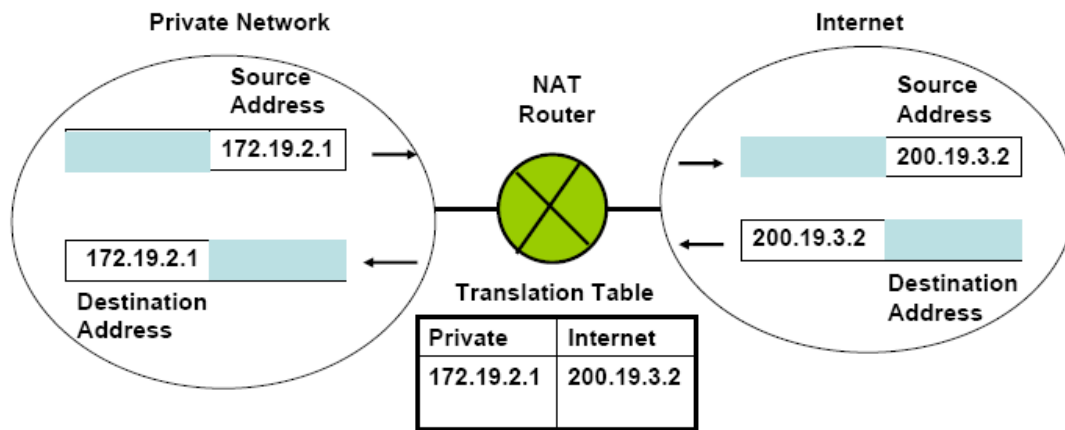 Private Network
Source
Address
172.19.2.1
172.19.2.1
Destination
Address
NAT
Router
Translation Table
Private Internet
172.19.2.1 200.19.3.2
Internet
Source
Address
200.19.3.2
200.19.3.2
Destination
Address